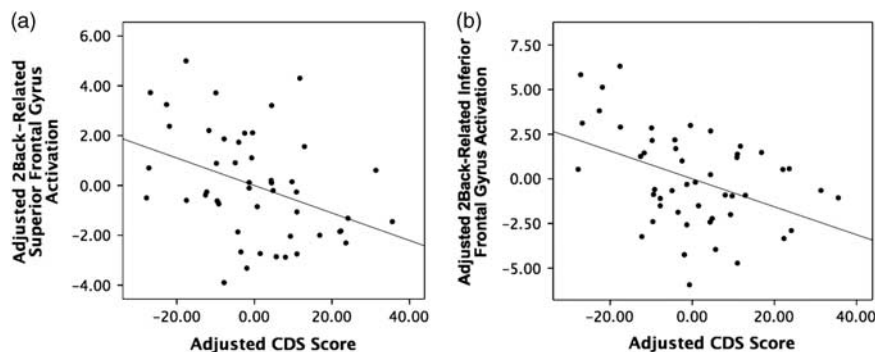 (a)
Adjusted 2Back-Related
Superior Frontal Gyrus
Activation
6.00
4.00
2.00
0.00
−2.00
−4.00
−20.00 0.00 20.00 40.00
Adjusted CDS Score
(b)
Adjusted 2Back-Related Inferior
Frontal Gyrus Activation
7.50
5.00
2.50
0.00
−2.50
−5.00
−20.00 0.00 20.00 40.00
Adjusted CDS Score